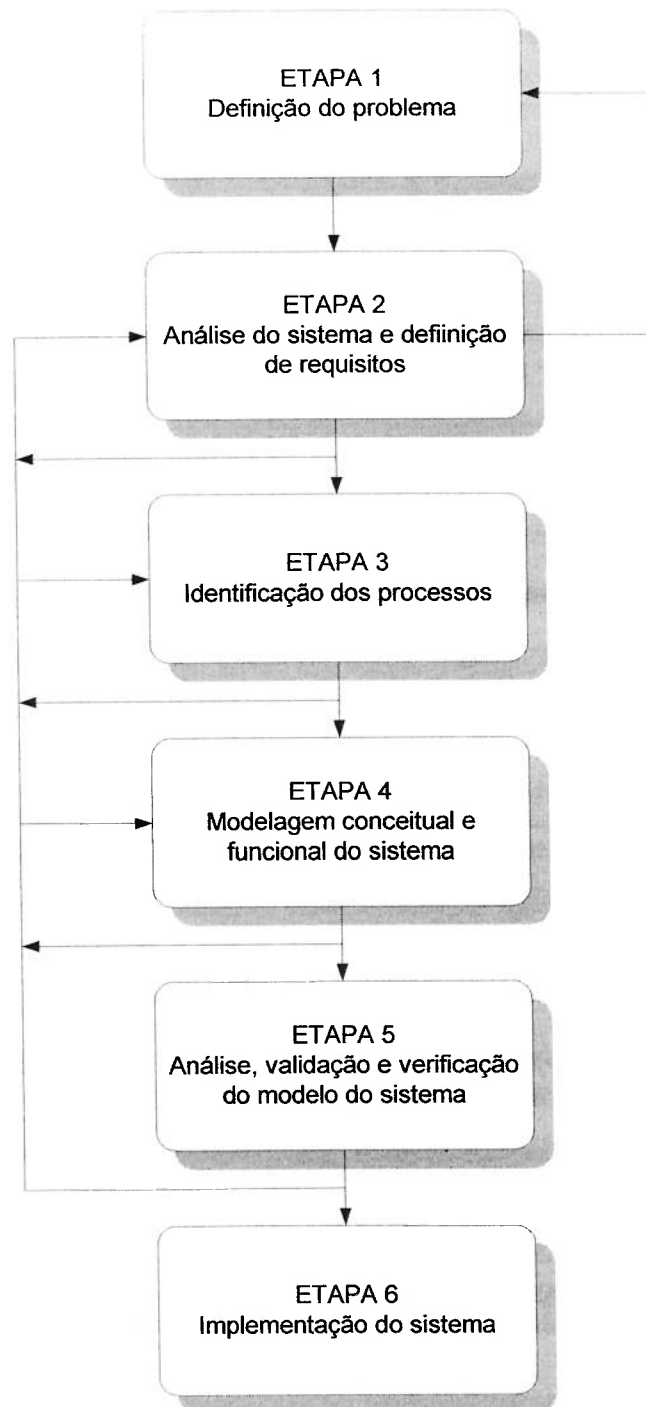 ETAPA 1
Definição do problema
ETAPA 2
Análise do sistema e defiinição
de requisitos
ETAPA 3
Identificação dos processos
ETAPA 4
Modelagem conceitual e
funcional do sistema
ETAPA 5
Análise, validação e verificação
do modelo do sistema
ETAPA 6
Implementação do sistema